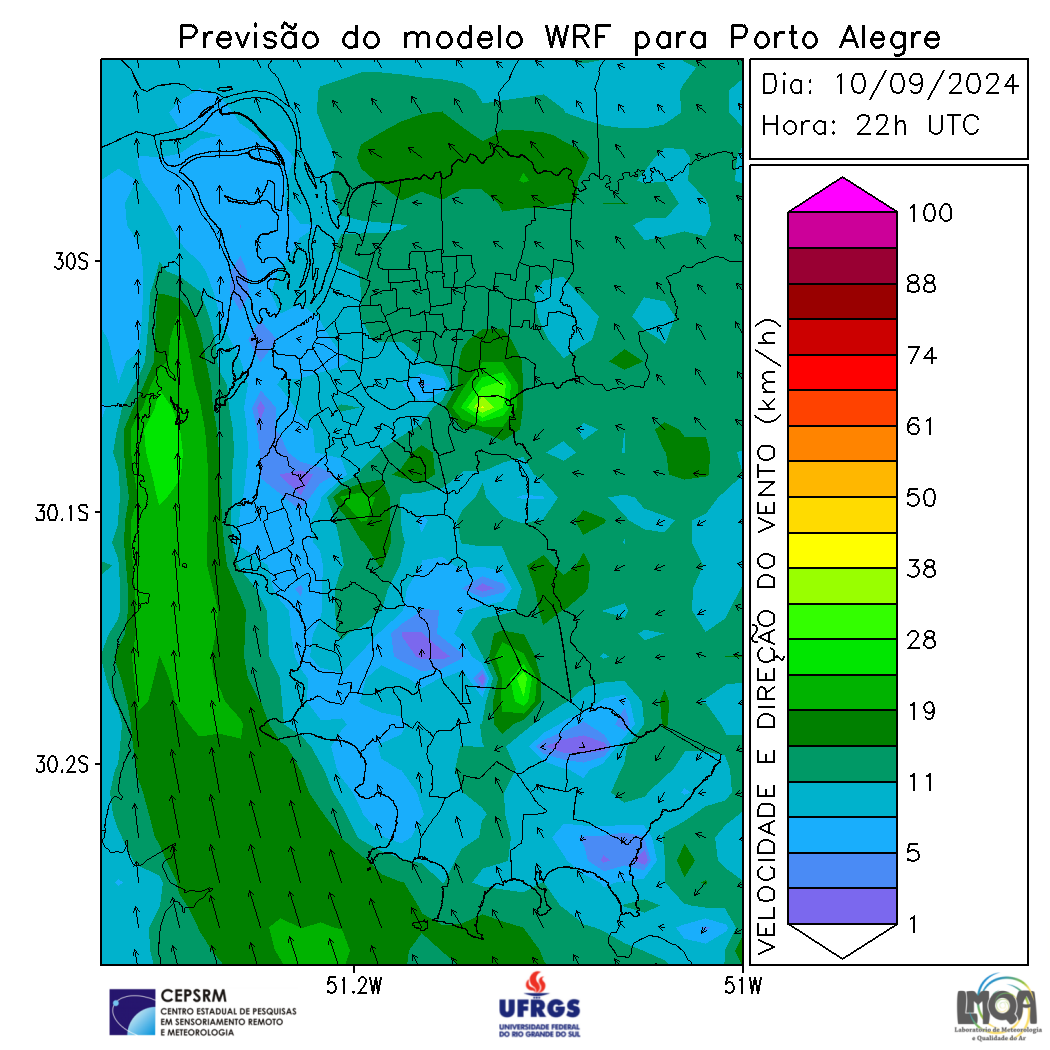 Previsão do modelo WRF para Porto Alegre
Dia: 10/09/2024
Hora: 22h UTC
30S
30.1S
30.2S
51.2W
51W
VELOCIDADE E DIREÇÃO DO VENTO (km/h)
100
88
74
61
50
38
28
19
11
5
1
CEPSRM
CENTRO ESTADUAL DE PESQUISAS
EM SENSORIAMENTO REMOTO
E METEOROLOGIA
UFRGS
UNIVERSIDADE FEDERAL
DO RIO GRANDE DO SUL
LMQA
Laboratório de Meteorologia
e Qualidade do Ar